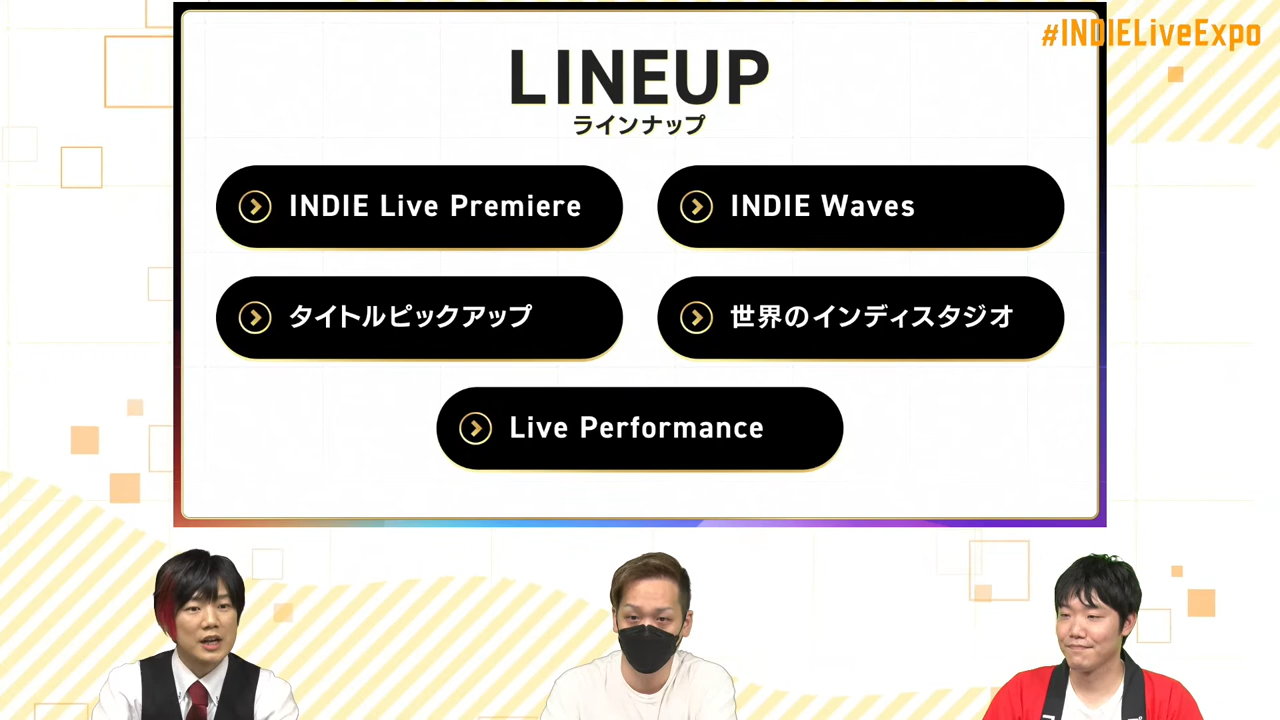 #INDIELiveExpo
LINEUP
ラインナップ
INDIE Live Premiere
INDIE Waves
タイトルピックアップ
世界のインディスタジオ
Live Performance